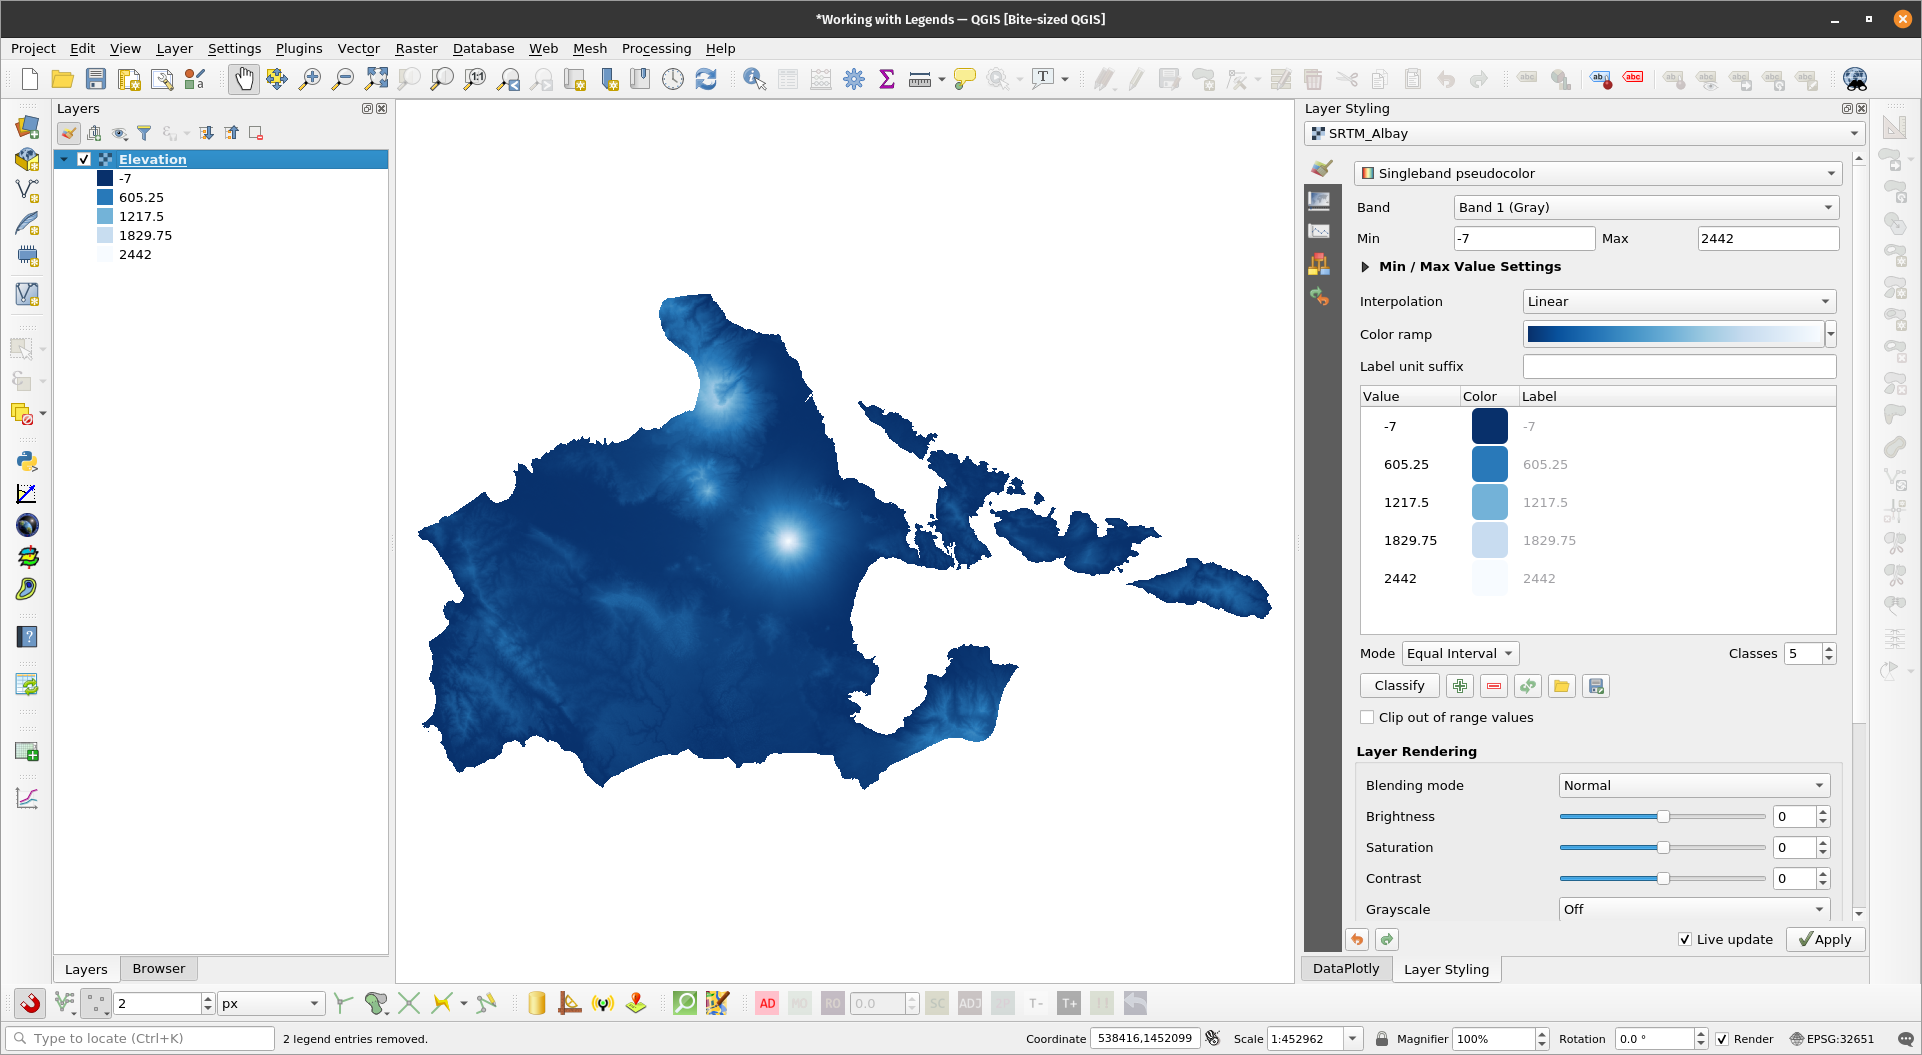 *Working with Legends — QGIS [Bite-sized QGIS]
Project Edit View Layer Settings Plugins Vector Raster Database Web Mesh Processing Help
Layers
Elevation
-7
605.25
1217.5
1829.75
2442
Layers Browser
Layer Styling
SRTM_Albay
Singleband pseudocolor
Band Band 1 (Gray)
Min -7 Max 2442
Min / Max Value Settings
Interpolation Linear
Color ramp
Label unit suffix
Value Color Label
-7 -7
605.25 605.25
1217.5 1217.5
1829.75 1829.75
2442 2442
Mode Equal Interval Classes 5
Classify
Clip out of range values
Layer Rendering
Blending mode Normal
Brightness 0
Saturation 0
Contrast 0
Grayscale Off
Live update Apply
DataPlotly Layer Styling
2 px AD MO RO 0.0 SC ADJ T- T+
Type to locate (Ctrl+K) 2 legend entries removed. Coordinate 538416,1452099 Scale 1:452962 Magnifier 100% Rotation 0.0 ° Render EPSG:32651